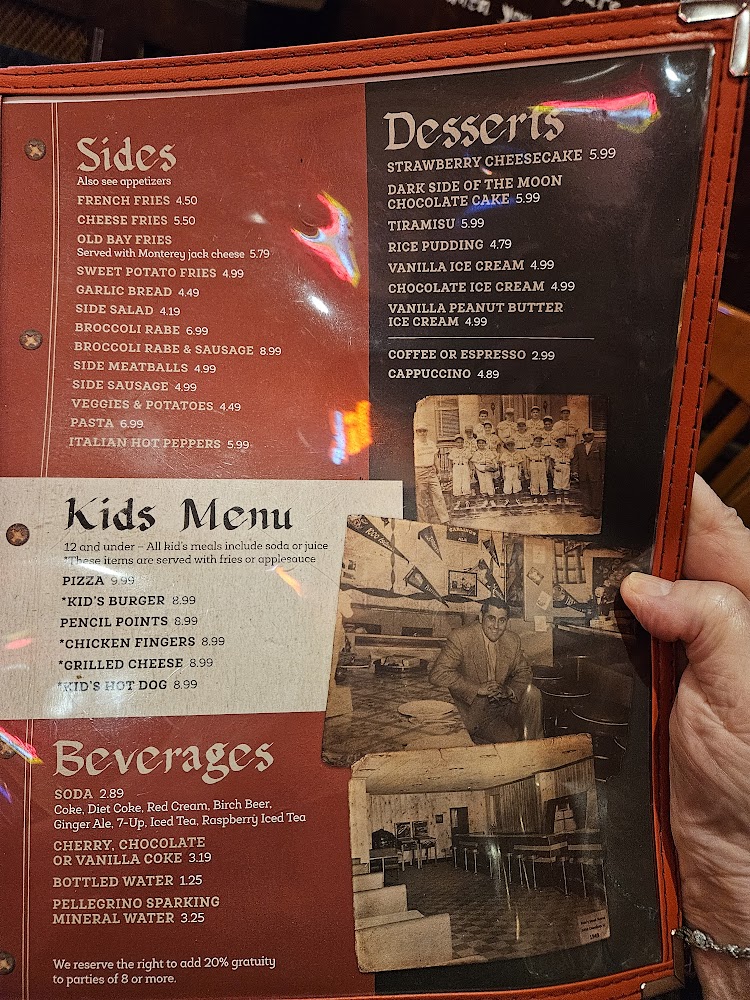 Sides
Also see appetizers
FRENCH FRIES 4.50
CHEESE FRIES 5.50
OLD BAY FRIES
Served with Monterey jack cheese 5.79
SWEET POTATO FRIES 4.99
GARLIC BREAD 4.49
SIDE SALAD 4.19
BROCCOLI RABE 6.99
BROCCOLI RABE & SAUSAGE 8.99
SIDE MEATBALLS 4.99
SIDE SAUSAGE 4.99
VEGGIES & POTATOES 4.49
PASTA 6.99
ITALIAN HOT PEPPERS 5.99
Kids Menu
12 and under – All kid's meals include soda or juice
*These items are served with fries or applesauce
PIZZA 9.99
*KID'S BURGER 8.99
PENCIL POINTS 8.99
*CHICKEN FINGERS 8.99
*GRILLED CHEESE 8.99
*KID'S HOT DOG 8.99
Beverages
SODA 2.89
Coke, Diet Coke, Red Cream, Birch Beer,
Ginger Ale, 7-Up, Iced Tea, Raspberry Iced Tea
CHERRY, CHOCOLATE
OR VANILLA COKE 3.19
BOTTLED WATER 1.25
PELLEGRINO SPARKING
MINERAL WATER 3.25
We reserve the right to add 20% gratuity
to parties of 8 or more.
Desserts
STRAWBERRY CHEESECAKE 5.99
DARK SIDE OF THE MOON
CHOCOLATE CAKE 5.99
TIRAMISU 5.99
RICE PUDDING 4.79
VANILLA ICE CREAM 4.99
CHOCOLATE ICE CREAM 4.99
VANILLA PEANUT BUTTER
ICE CREAM 4.99
COFFEE OR ESPRESSO 2.99
CAPPUCCINO 4.89
1949